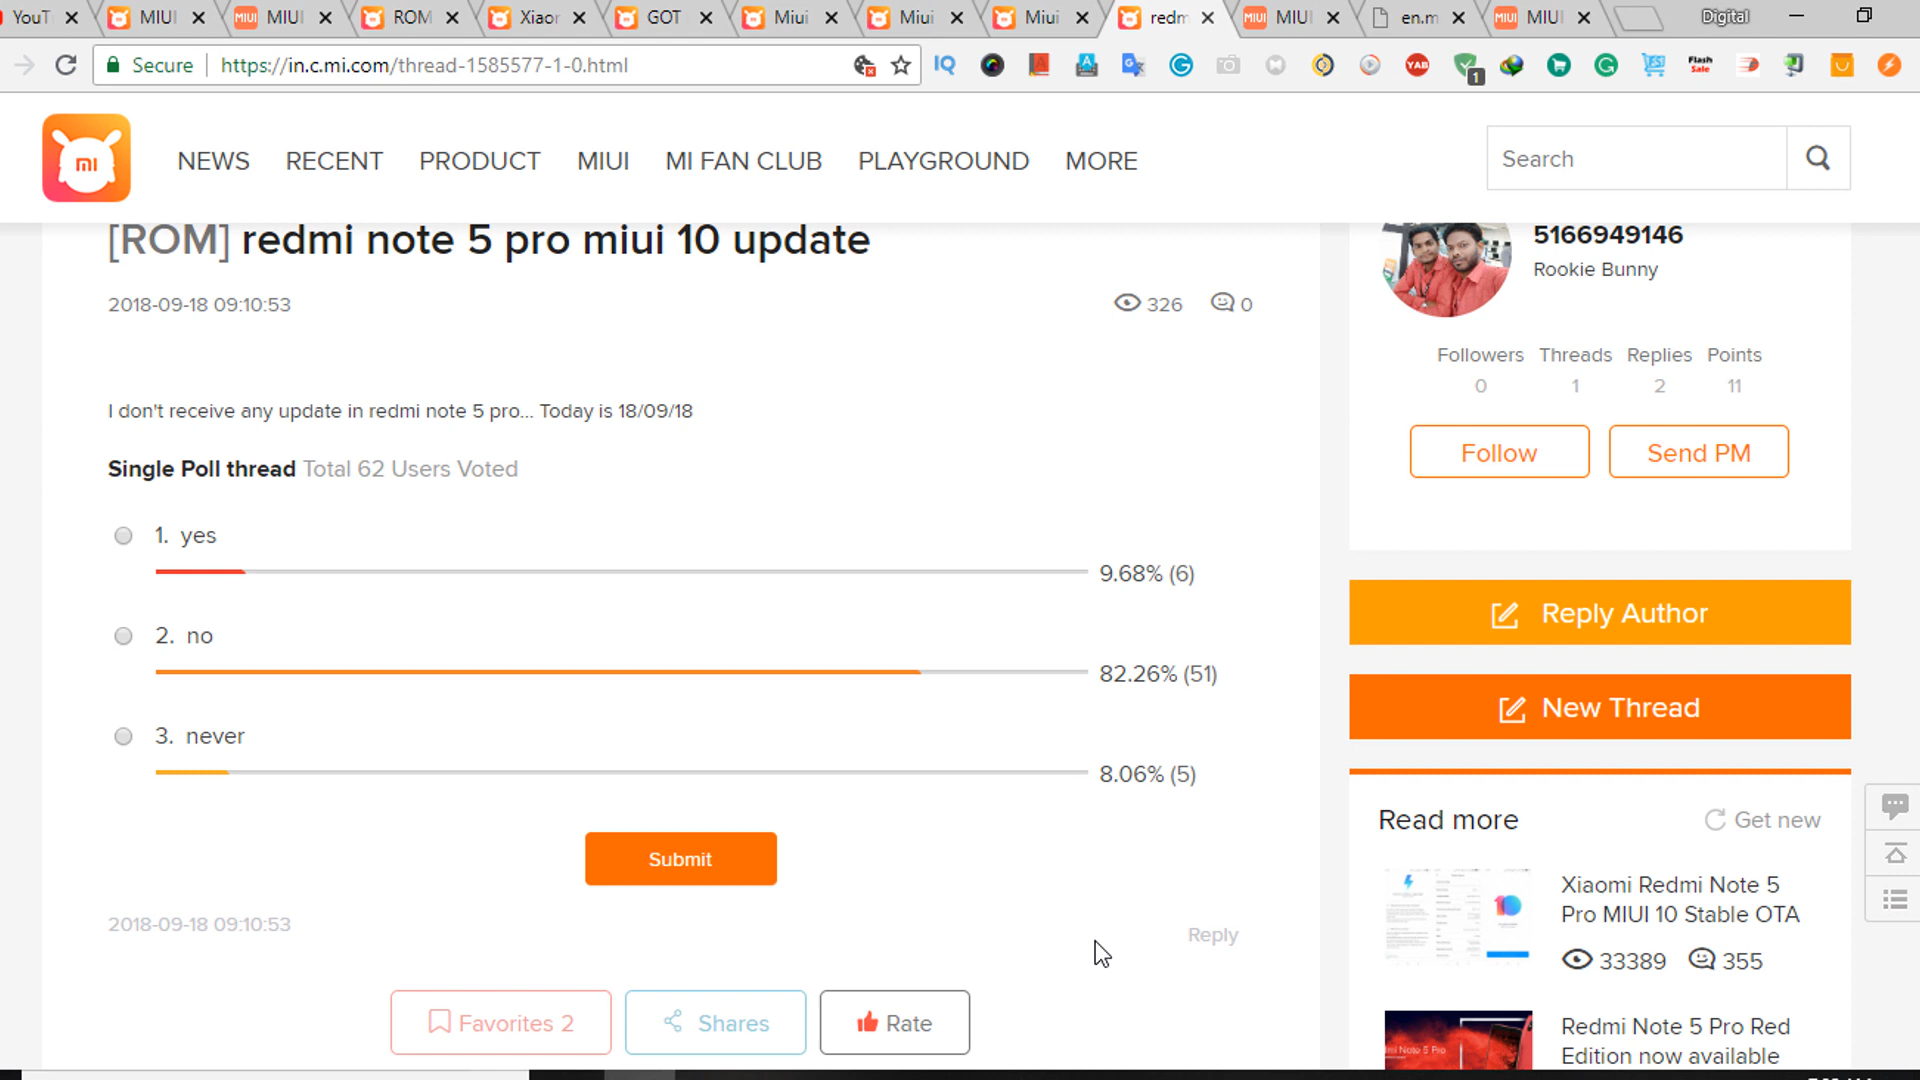 YouT
MIUI
MIUI
ROM
Xiaor
GOT
Miui
Miui
Miui
redm
MIUI
en.m
MIUI
Digital
Secure
https://in.c.mi.com/thread-1585577-1-0.html
IQ
YAB
1
Flash Sale
mi
NEWS
RECENT
PRODUCT
MIUI
MI FAN CLUB
PLAYGROUND
MORE
Search
[ROM] redmi note 5 pro miui 10 update
2018-09-18 09:10:53
326
0
I don't receive any update in redmi note 5 pro... Today is 18/09/18
Single Poll thread Total 62 Users Voted
1. yes
9.68% (6)
2. no
82.26% (51)
3. never
8.06% (5)
Submit
2018-09-18 09:10:53
Reply
Favorites 2
Shares
Rate
5166949146
Rookie Bunny
Followers Threads Replies Points
0 1 2 11
Follow
Send PM
Reply Author
New Thread
Read more
Get new
Xiaomi Redmi Note 5
Pro MIUI 10 Stable OTA
33389
355
Redmi Note 5 Pro Red
Edition now available